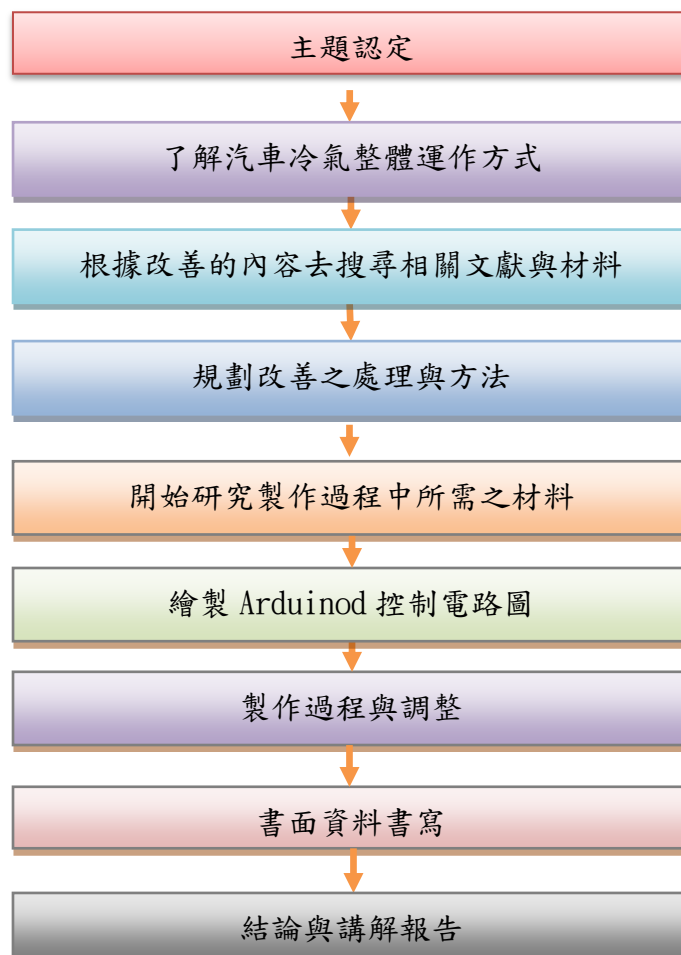 主題認定
了解汽車冷氣整體運作方式
根據改善的內容去搜尋相關文獻與材料
規劃改善之處理與方法
開始研究製作過程中所需之材料
繪製 Arduinod 控制電路圖
製作過程與調整
書面資料書寫
結論與講解報告